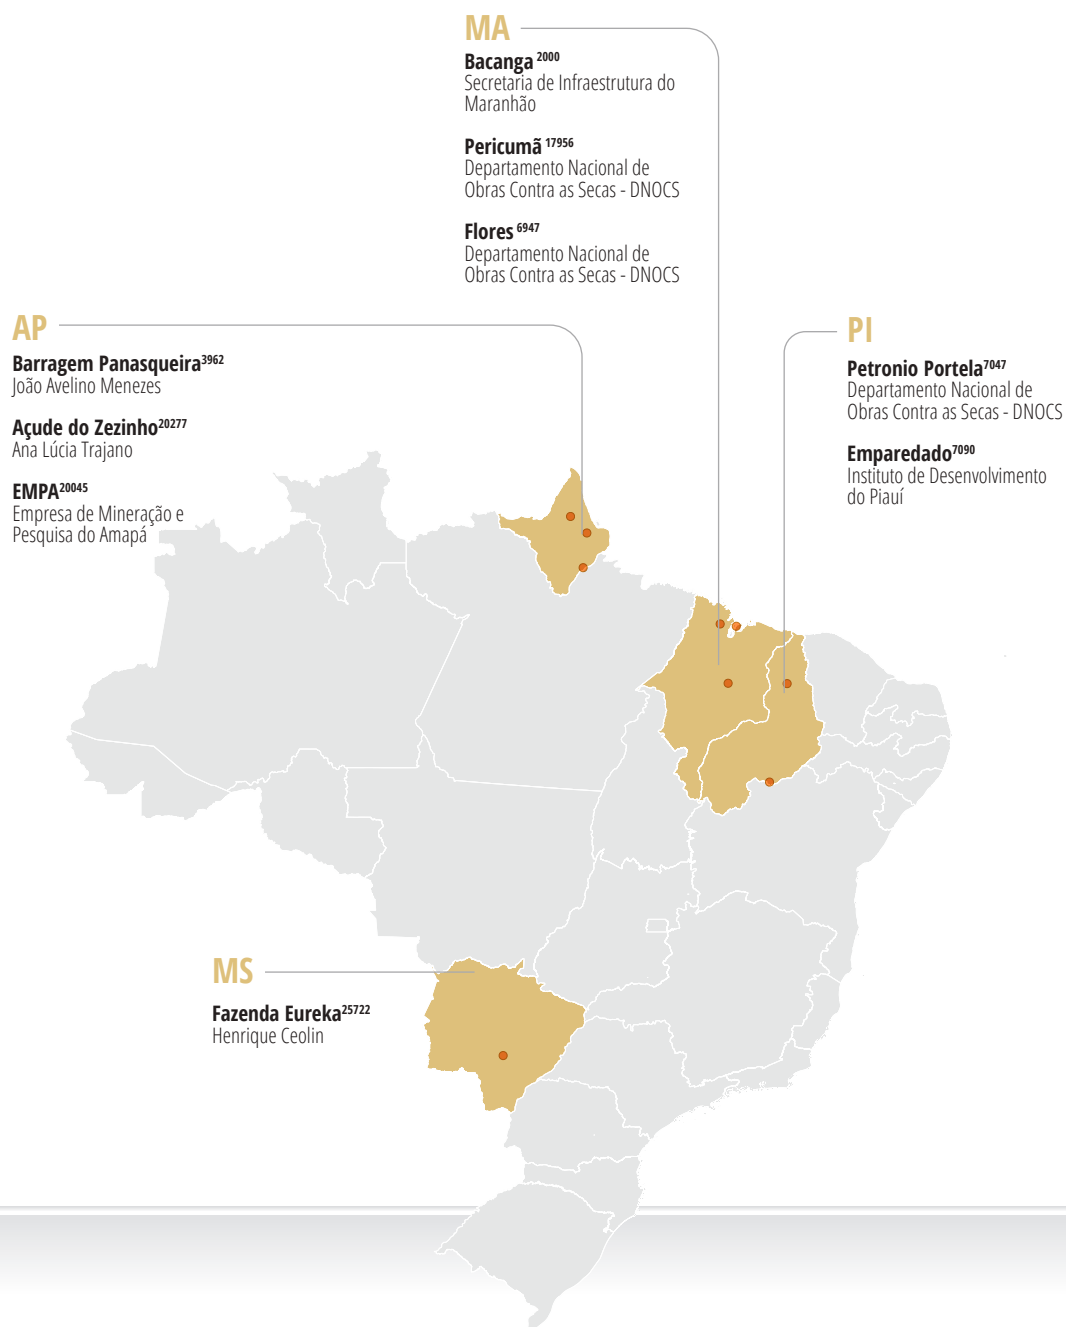 MA
Bacanga 2000
Secretaria de Infraestrutura do
Maranhão
Pericumã 17956
Departamento Nacional de
Obras Contra as Secas - DNOCS
Flores 6947
Departamento Nacional de
Obras Contra as Secas - DNOCS
AP
Barragem Panasqueira3962
João Avelino Menezes
Açude do Zezinho20277
Ana Lúcia Trajano
EMPA20045
Empresa de Mineração e
Pesquisa do Amapá
PI
Petronio Portela7047
Departamento Nacional de
Obras Contra as Secas - DNOCS
Emparedado7090
Instituto de Desenvolvimento
do Piauí
MS
Fazenda Eureka25722
Henrique Ceolin